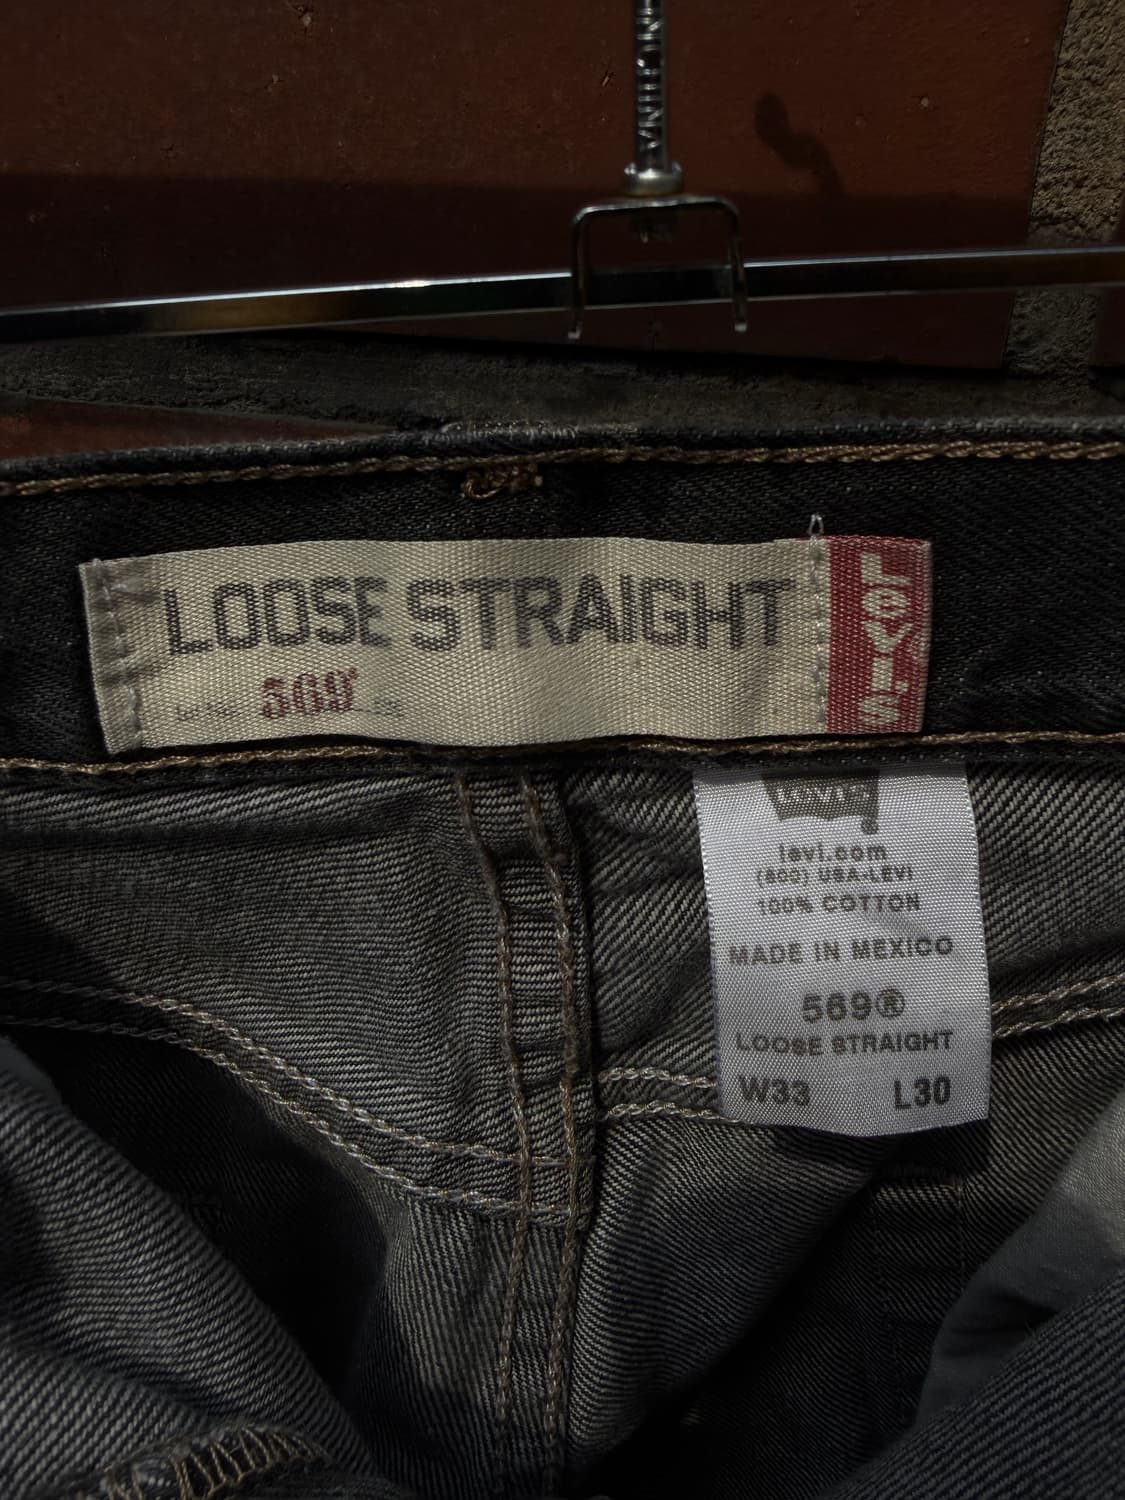 LOOSE STRAIGHT
569
LEVI'S
Levi's
levi.com
(800) USA-LEVI
100% COTTON
MADE IN MEXICO
569®
LOOSE STRAIGHT
W33 L30